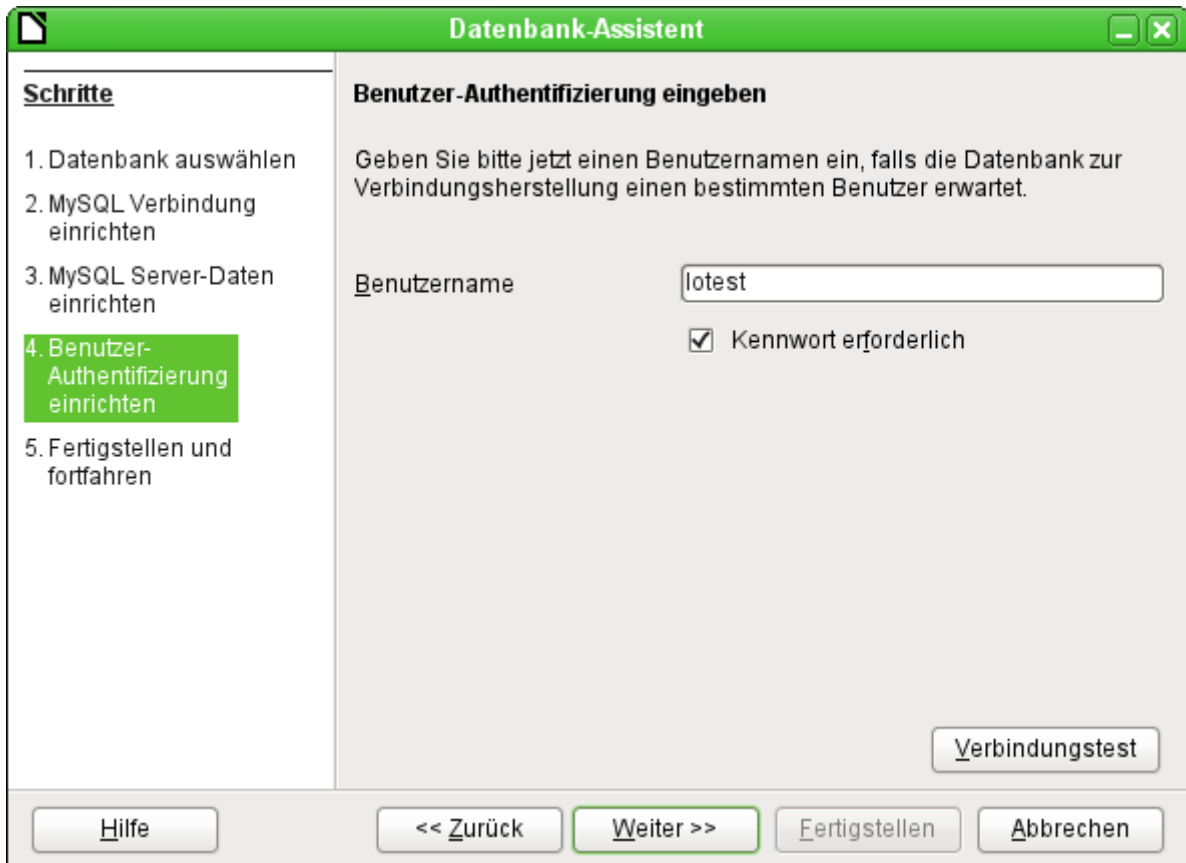 Datenbank-Assistent
Schritte
1. Datenbank auswählen
2. MySQL Verbindung
einrichten
3. MySQL Server-Daten
einrichten
4. Benutzer-
Authentifizierung
einrichten
5. Fertigstellen und
fortfahren
Benutzer-Authentifizierung eingeben
Geben Sie bitte jetzt einen Benutzernamen ein, falls die Datenbank zur
Verbindungsherstellung einen bestimmten Benutzer erwartet.
Benutzername
lotest
Kennwort erforderlich
Verbindungstest
Hilfe
<< Zurück
Weiter >>
Fertigstellen
Abbrechen